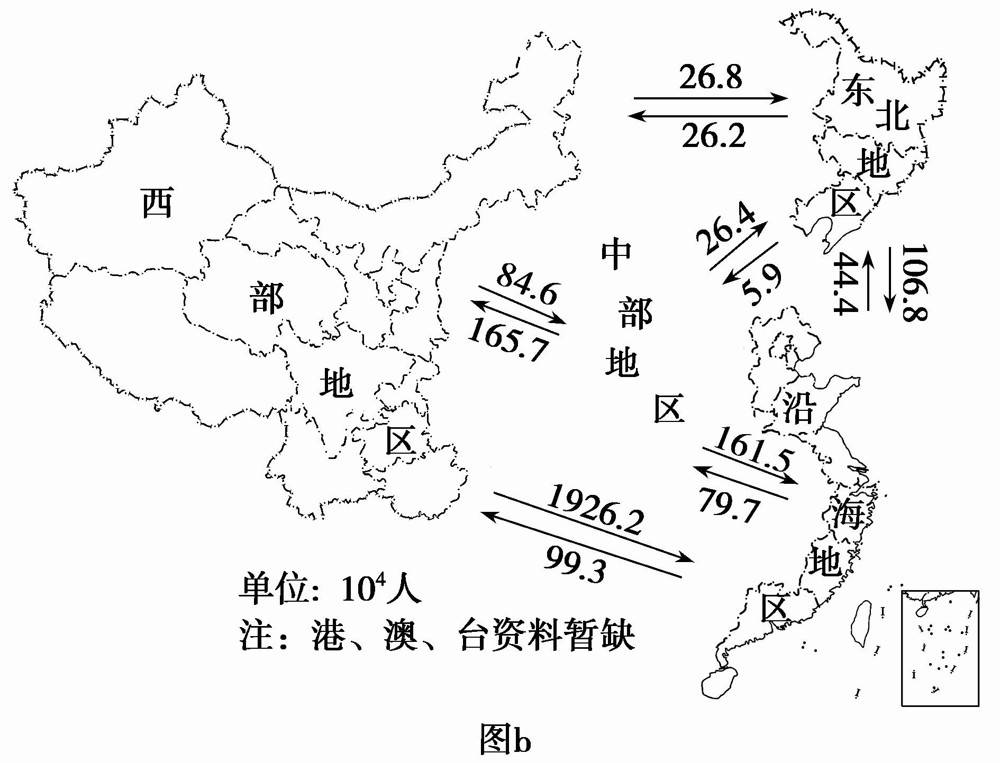 东北地区
26.8
26.2
西部地区
中部地区
26.4
5.9
44.4
106.8
84.6
165.7
沿海地区
161.5
79.7
1926.2
99.3
单位：10⁴人
注：港、澳、台资料暂缺
图b